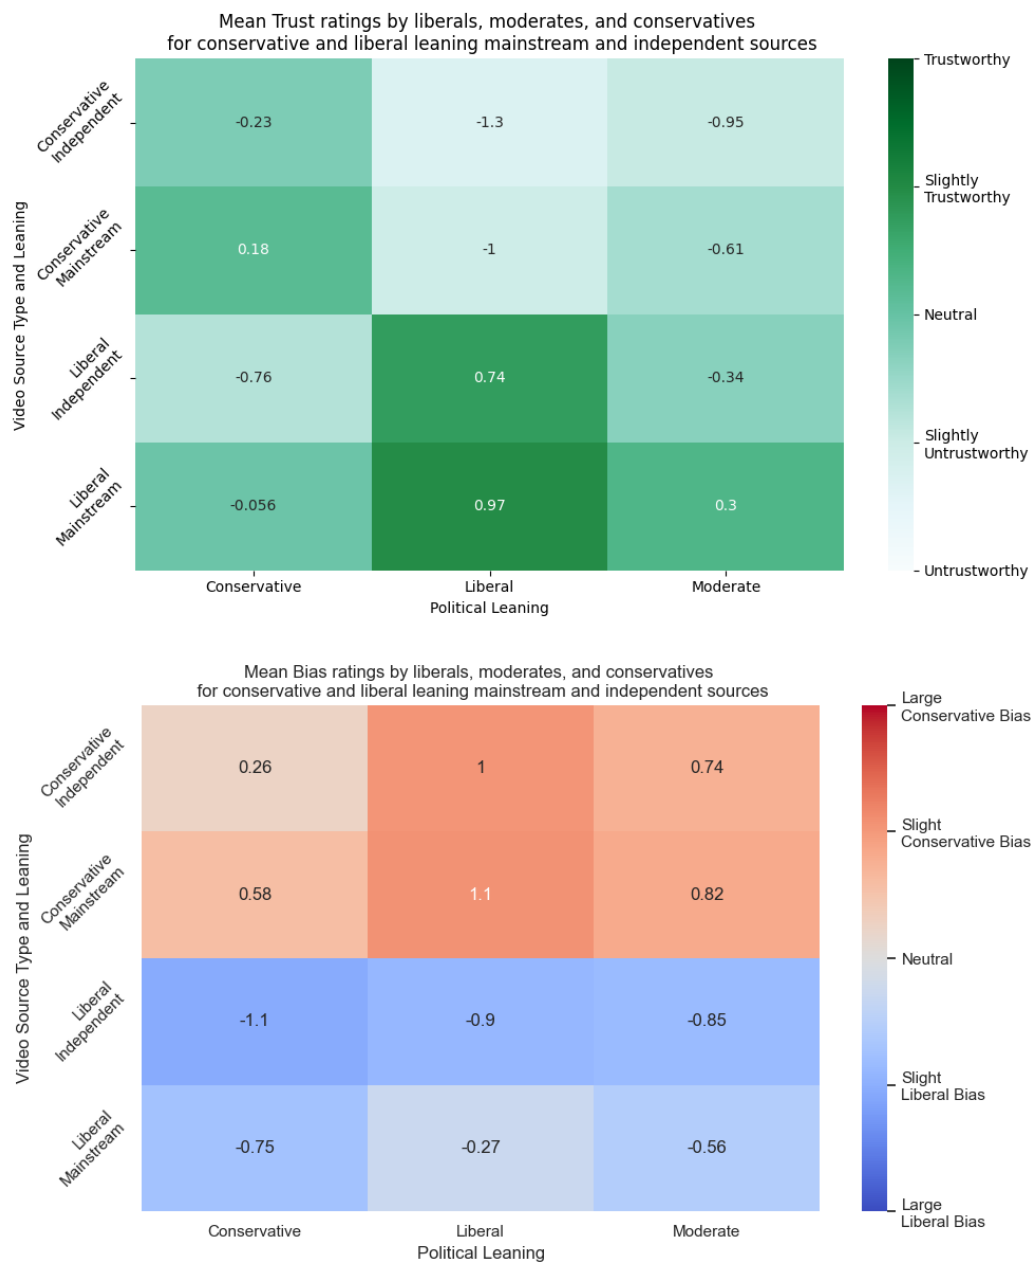 Mean Trust ratings by liberals, moderates, and conservatives
for conservative and liberal leaning mainstream and independent sources
Video Source Type and Leaning
Conservative
Independent
-0.23
-1.3
-0.95
Conservative
Mainstream
0.18
-1
-0.61
Liberal
Independent
-0.76
0.74
-0.34
Liberal
Mainstream
-0.056
0.97
0.3
Conservative
Liberal
Moderate
Political Leaning
Trustworthy
Slightly
Trustworthy
Neutral
Slightly
Untrustworthy
Untrustworthy
Mean Bias ratings by liberals, moderates, and conservatives
for conservative and liberal leaning mainstream and independent sources
Video Source Type and Leaning
Conservative
Independent
0.26
1
0.74
Conservative
Mainstream
0.58
1.1
0.82
Liberal
Independent
-1.1
-0.9
-0.85
Liberal
Mainstream
-0.75
-0.27
-0.56
Conservative
Liberal
Moderate
Political Leaning
Large
Conservative Bias
Slight
Conservative Bias
Neutral
Slight
Liberal Bias
Large
Liberal Bias